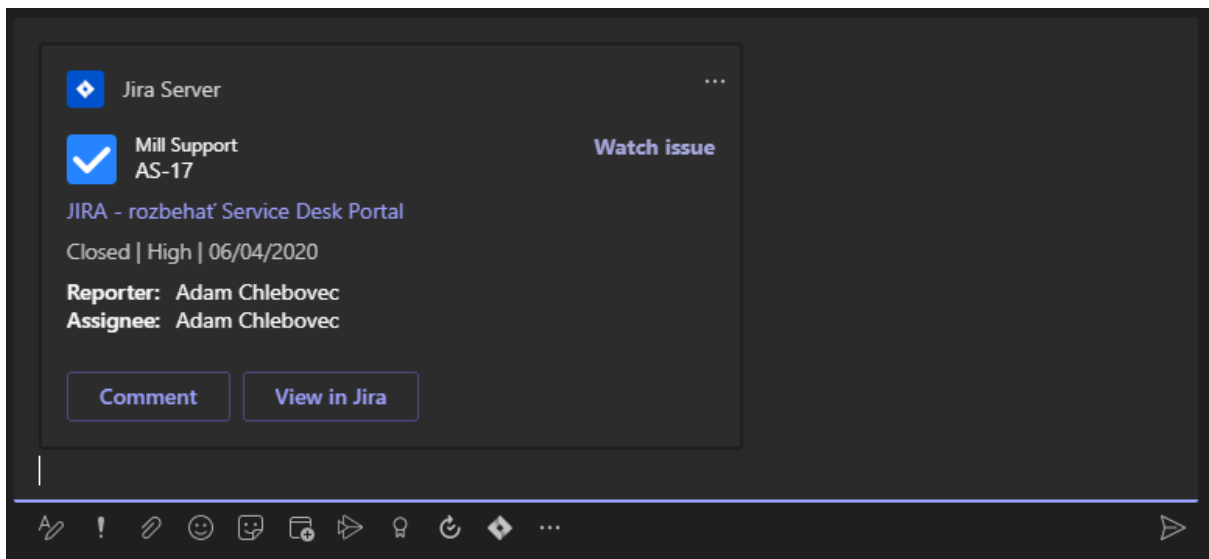 Jira Server
Mill Support
AS-17
Watch issue
JIRA - rozbehať Service Desk Portal
Closed | High | 06/04/2020
Reporter: Adam Chlebovec
Assignee: Adam Chlebovec
Comment
View in Jira